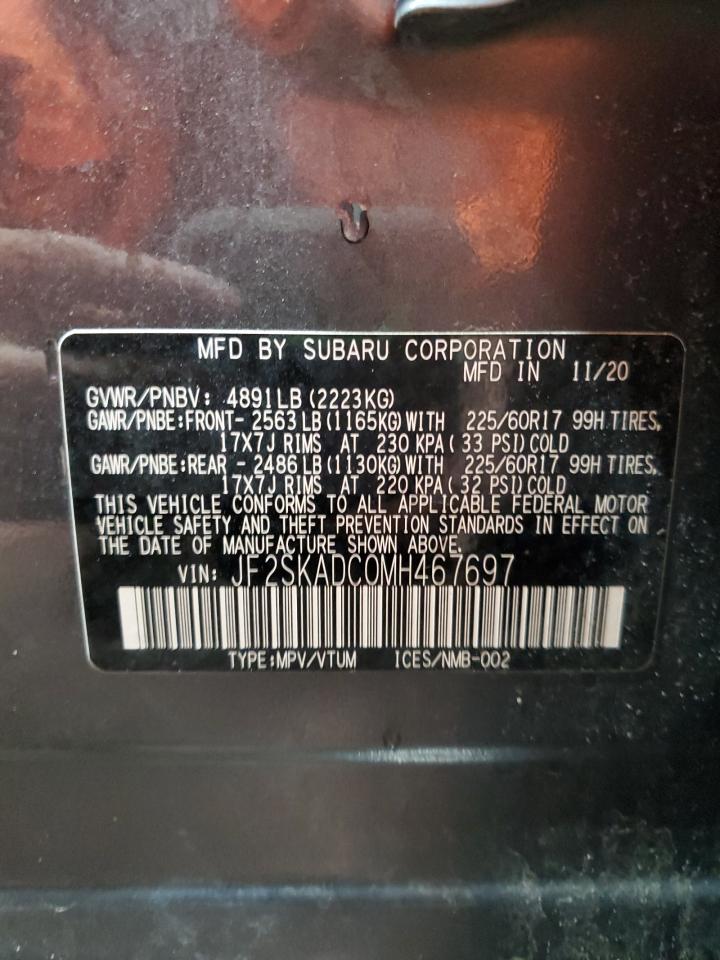 MFD BY SUBARU CORPORATION
MFD IN 11/20
GVWR/PNBV: 4891LB(2223KG)
GAWR/PNBE:FRONT- 2563LB(1165KG)WITH 225/60R17 99H TIRES,
17X7J RIMS AT 230 KPA( 33 PSI)COLD
GAWR/PNBE:REAR - 2486LB(1130KG)WITH 225/60R17 99H TIRES,
17X7J RIMS AT 220 KPA( 32 PSI)COLD
THIS VEHICLE CONFORMS TO ALL APPLICABLE FEDERAL MOTOR
VEHICLE SAFETY AND THEFT PREVENTION STANDARDS IN EFFECT ON
THE DATE OF MANUFACTURE SHOWN ABOVE.
VIN: JF2SKADC0MH467697
TYPE:MPV/VTUM ICES/NMB-002